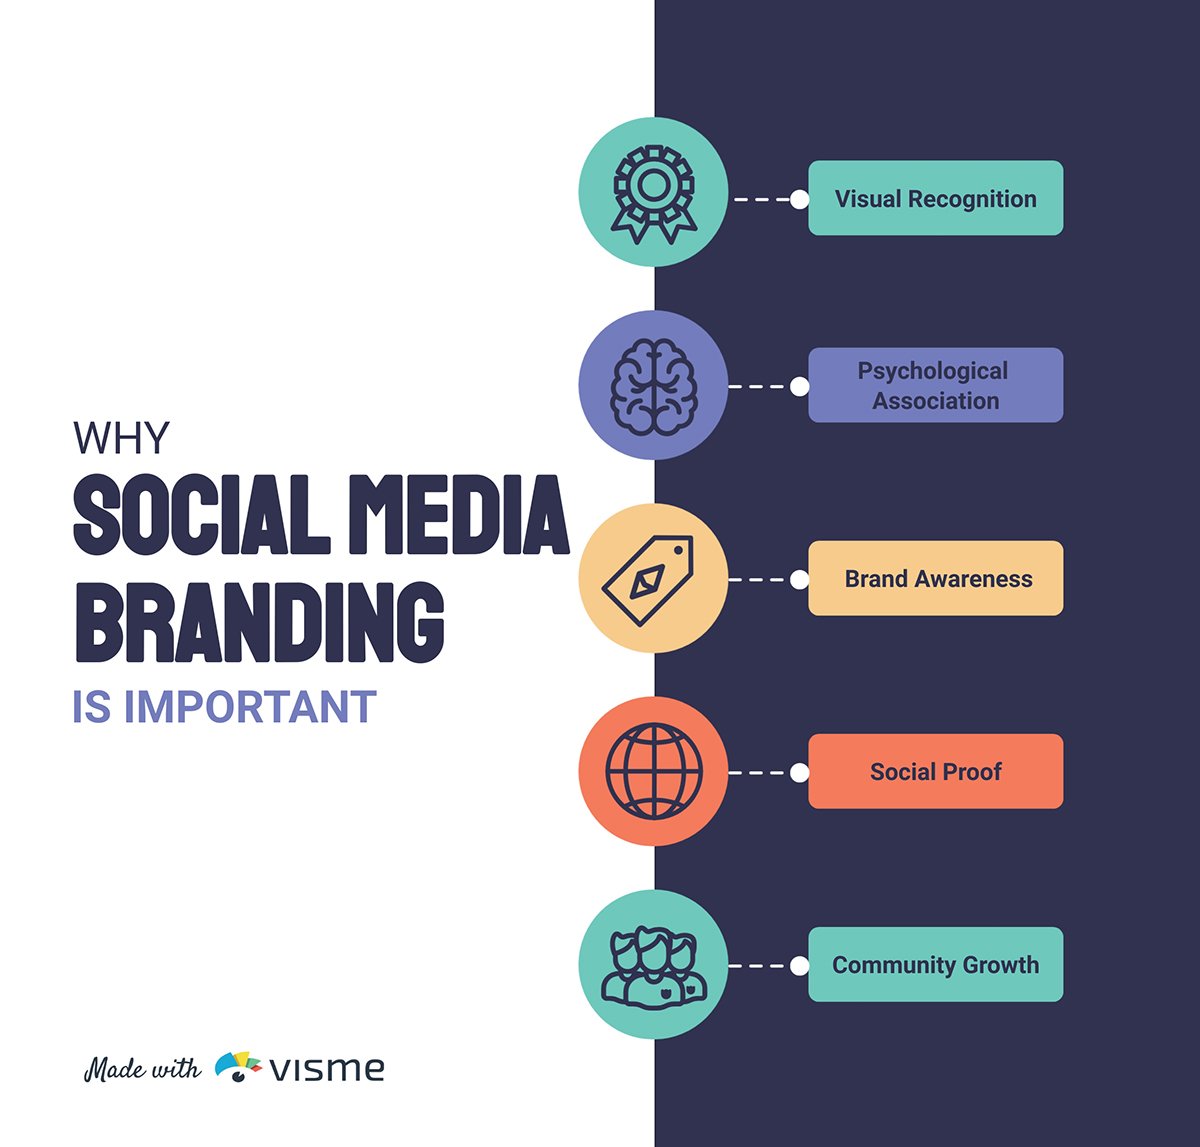 WHY
SOCIAL MEDIA
BRANDING
IS IMPORTANT
Visual Recognition
Psychological
Association
Brand Awareness
Social Proof
Community Growth
Made with visme